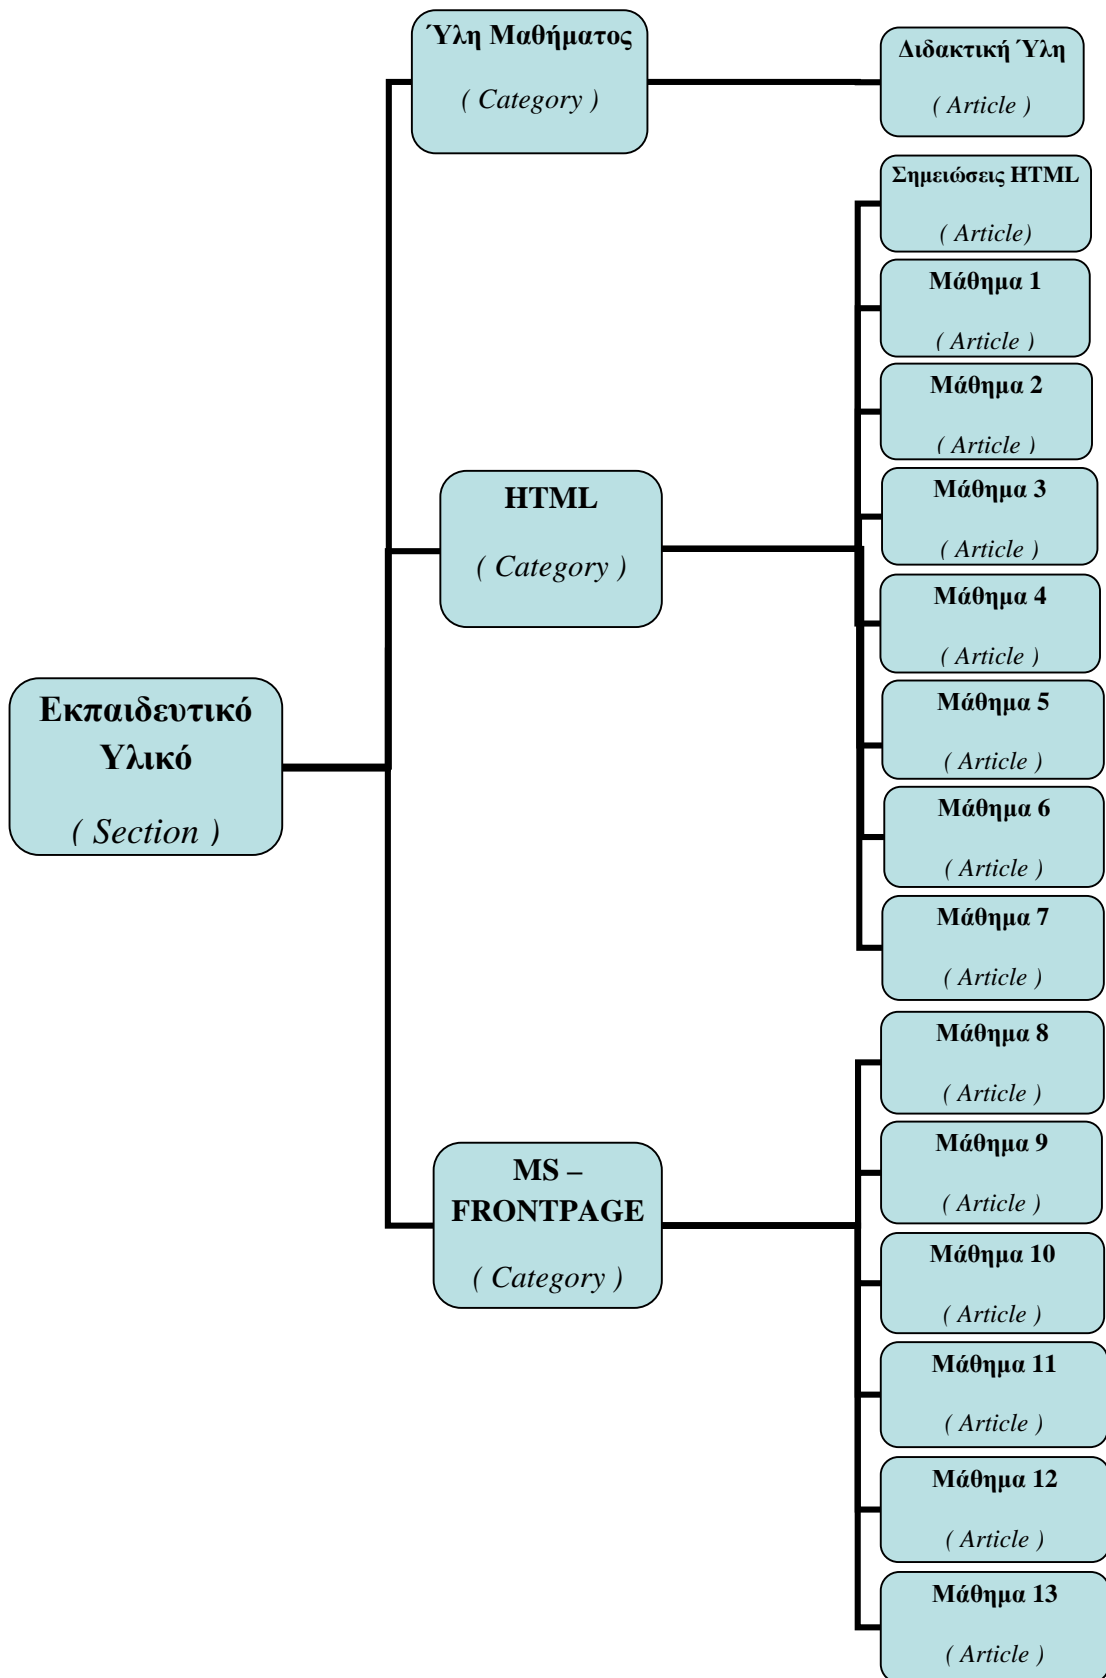 Ύλη Μαθήματος
( Category )
Διδακτική Ύλη
( Article )
Σημειώσεις HTML
( Article)
Μάθημα 1
( Article )
Μάθημα 2
( Article )
HTML
( Category )
Μάθημα 3
( Article )
Μάθημα 4
( Article )
Εκπαιδευτικό
Υλικό
( Section )
Μάθημα 5
( Article )
Μάθημα 6
( Article )
Μάθημα 7
( Article )
MS –
FRONTPAGE
( Category )
Μάθημα 8
( Article )
Μάθημα 9
( Article )
Μάθημα 10
( Article )
Μάθημα 11
( Article )
Μάθημα 12
( Article )
Μάθημα 13
( Article )